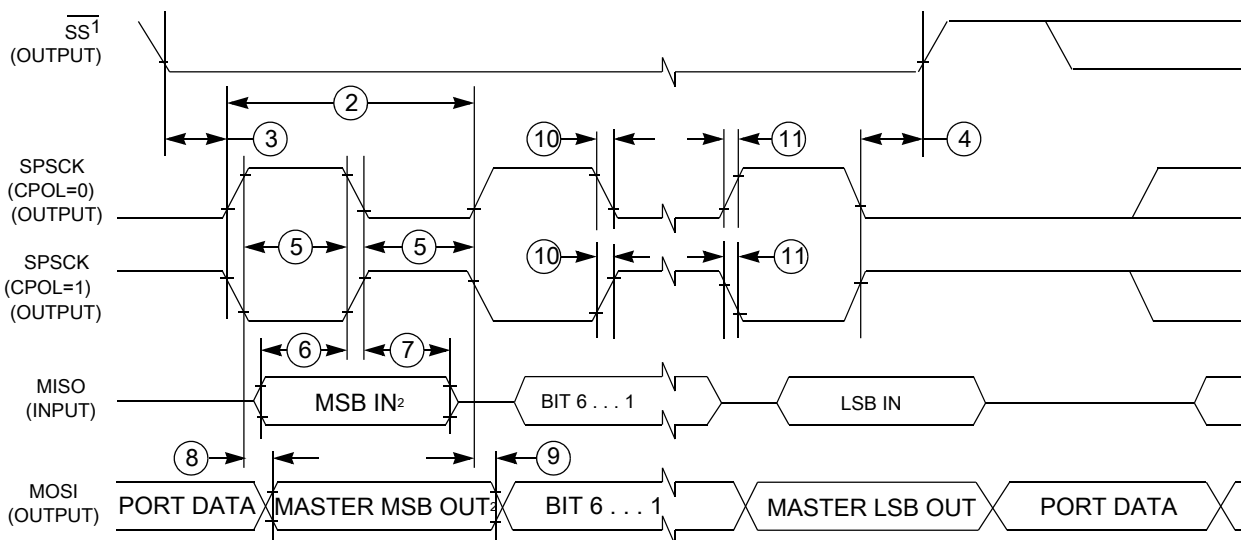 SS1
(OUTPUT)
2
3
10
11
4
SPSCK
(CPOL=0)
(OUTPUT)
5
5
SPSCK
(CPOL=1)
(OUTPUT)
10
11
6
7
MISO
(INPUT)
MSB IN2
BIT 6 . . . 1
LSB IN
8
9
MOSI
(OUTPUT)
PORT DATA
MASTER MSB OUT2
BIT 6 . . . 1
MASTER LSB OUT
PORT DATA